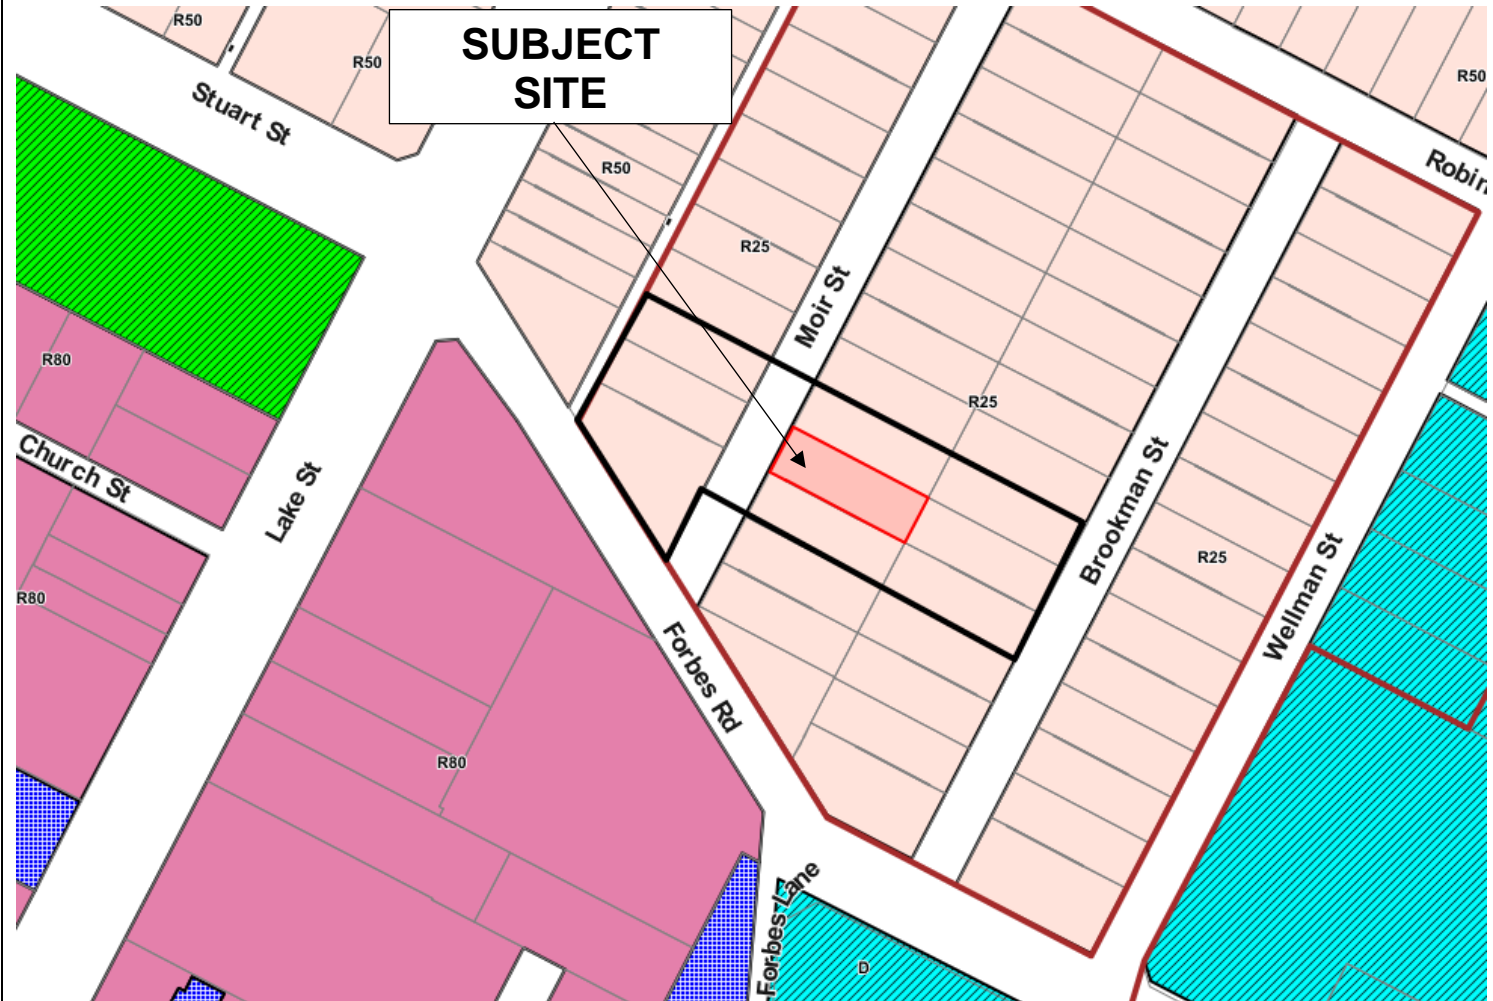 R50
R50
SUBJECT
SITE
R50
Stuart St
Robin
R50
R25
Moir St
R80
R25
Church St
Lake St
Brookman St
R25
Wellman St
R80
Forbes Rd
R80
Forbes Lane
D